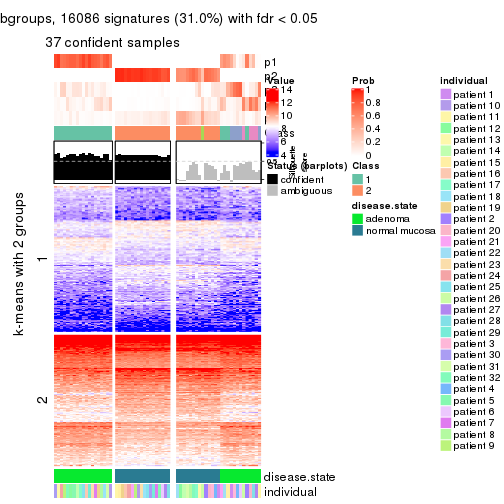 bgroups, 16086 signatures (31.0%) with fdr < 0.05
37 confident samples
p1
p2
Value
14
12
10
8
6
4
Prob
1
0.8
0.6
0.4
0.2
0
Silhouette
score
Status (barplots)
confident
ambiguous
Class
1
2
disease.state
adenoma
normal mucosa
individual
patient 1
patient 10
patient 11
patient 12
patient 13
patient 14
patient 15
patient 16
patient 17
patient 18
patient 19
patient 2
patient 20
patient 21
patient 22
patient 23
patient 24
patient 25
patient 26
patient 27
patient 28
patient 29
patient 3
patient 30
patient 31
patient 32
patient 4
patient 5
patient 6
patient 7
patient 8
patient 9
k-means with 2 groups
1
2
disease.state
individual